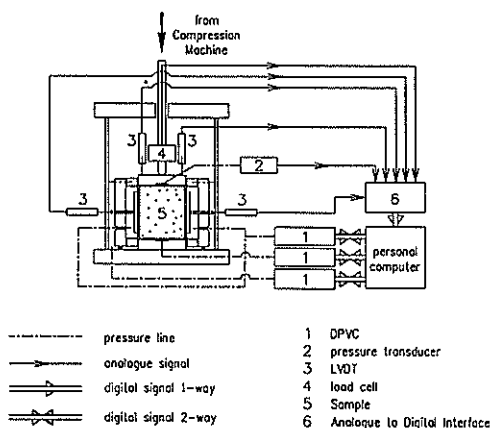 from
Compression
Machine
3
3
4
2
3
5
3
6
1
1
1
personal
computer
pressure line
analogue signal
digital signal 1-way
digital signal 2-way
1 DPVC
2 pressure transducer
3 LVDT
4 load cell
5 Sample
6 Analogue to Digital Interface